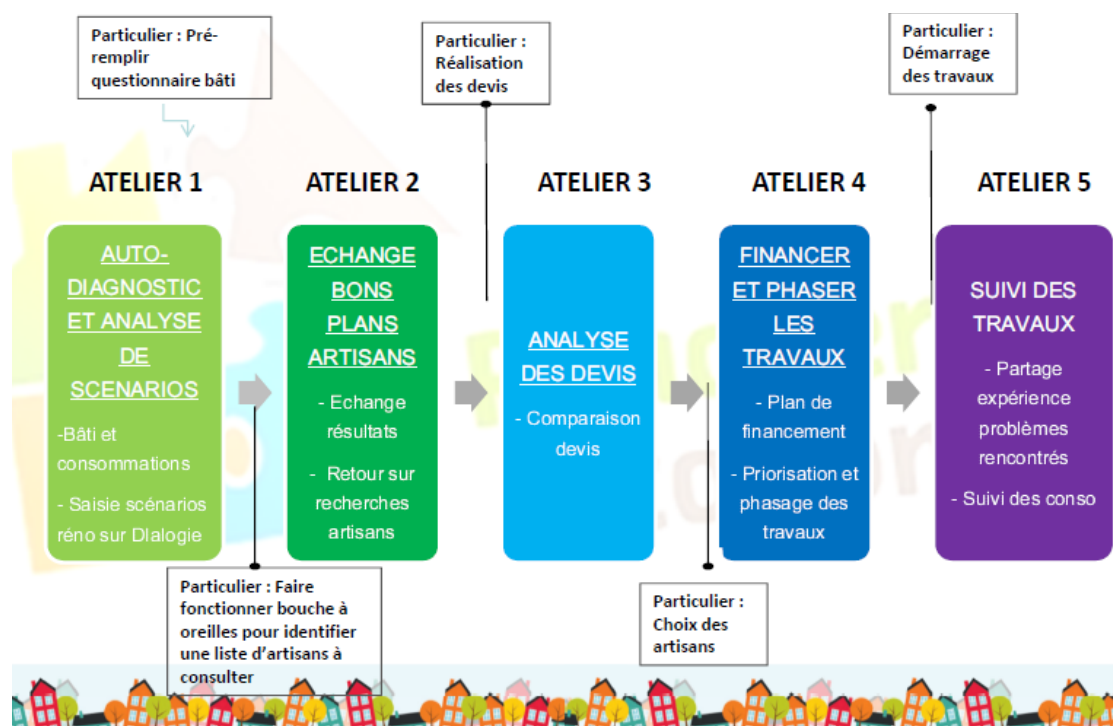 Particulier : Pré-
remplir
questionnaire bâti
Particulier :
Réalisation
des devis
Particulier :
Démarrage
des travaux
ATELIER 1
ATELIER 2
ATELIER 3
ATELIER 4
ATELIER 5
AUTO-
DIAGNOSTIC
ET ANALYSE
DE
SCENARIOS
-Bâti et
consommations
- Saisie scénarios
réno sur DIalogie
ECHANGE
BONS
PLANS
ARTISANS
- Echange
résultats
- Retour sur
recherches
artisans
ANALYSE
DES DEVIS
- Comparaison
devis
FINANCER
ET PHASER
LES
TRAVAUX
- Plan de
financement
- Priorisation et
phasage des
travaux
SUIVI DES
TRAVAUX
- Partage
expérience
problèmes
rencontrés
- Suivi des conso
Particulier : Faire
fonctionner bouche à
oreilles pour identifier
une liste d'artisans à
consulter
Particulier :
Choix des
artisans